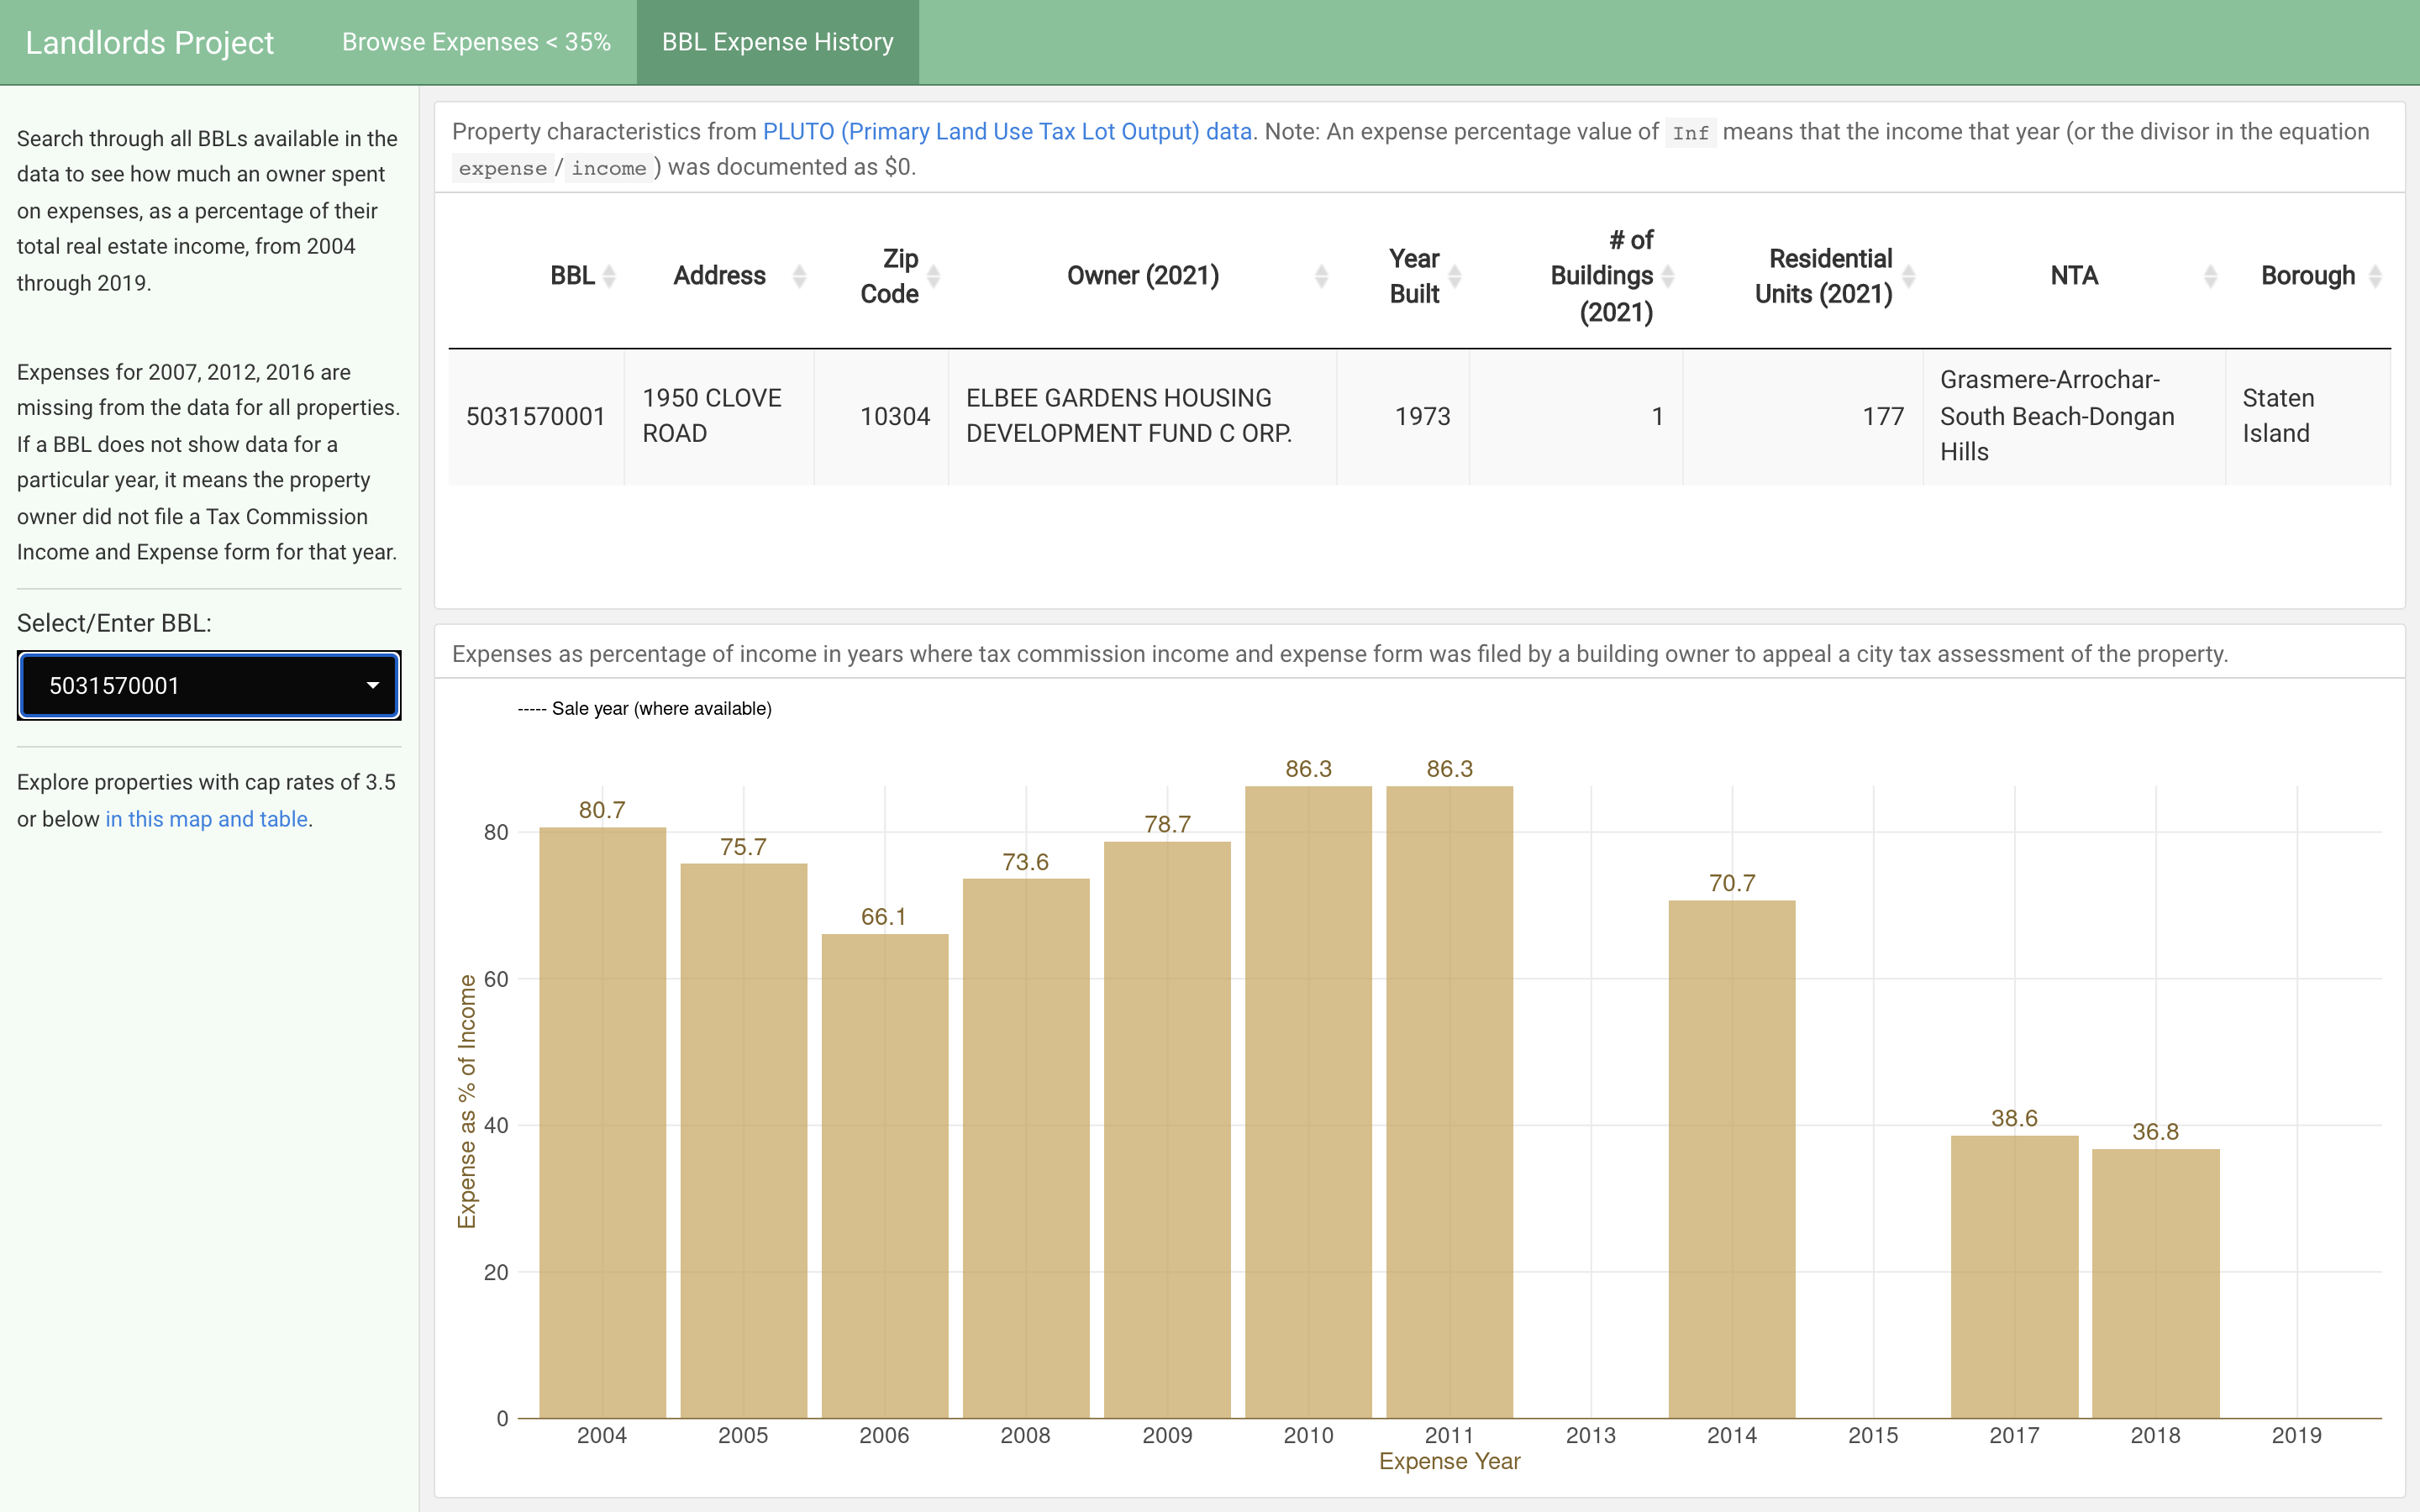 Landlords Project
Browse Expenses < 35%
BBL Expense History
Search through all BBLs available in the
data to see how much an owner spent
on expenses, as a percentage of their
total real estate income, from 2004
through 2019.
Expenses for 2007, 2012, 2016 are
missing from the data for all properties.
If a BBL does not show data for a
particular year, it means the property
owner did not file a Tax Commission
Income and Expense form for that year.
Select/Enter BBL:
5031570001
Explore properties with cap rates of 3.5
or below in this map and table.
Property characteristics from PLUTO (Primary Land Use Tax Lot Output) data. Note: An expense percentage value of Inf means that the income that year (or the divisor in the equation
expense/income) was documented as $0.
BBL
Address
Zip
Code
Owner (2021)
Year
Built
# of
Buildings
(2021)
Residential
Units (2021)
NTA
Borough
5031570001
1950 CLOVE
ROAD
10304
ELBEE GARDENS HOUSING
DEVELOPMENT FUND C ORP.
1973
1
177
Grasmere-Arrochar-
South Beach-Dongan
Hills
Staten
Island
Expenses as percentage of income in years where tax commission income and expense form was filed by a building owner to appeal a city tax assessment of the property.
----- Sale year (where available)
Expense as % of Income
80
60
40
20
0
80.7
75.7
66.1
73.6
78.7
86.3
86.3
70.7
38.6
36.8
2004
2005
2006
2008
2009
2010
2011
2013
2014
2015
2017
2018
2019
Expense Year